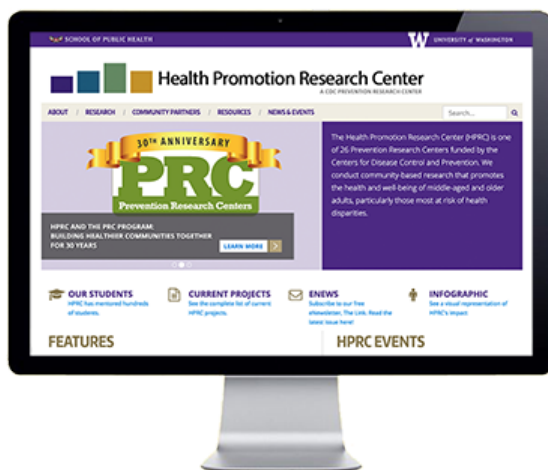 SCHOOL OF PUBLIC HEALTH
W UNIVERSITY of WASHINGTON
Health Promotion Research Center
A CDC PREVENTION RESEARCH CENTER
ABOUT / RESEARCH / COMMUNITY PARTNERS / RESOURCES / NEWS & EVENTS
Search...
30TH ANNIVERSARY
PRC
Prevention Research Centers
HPRC AND THE PRC PROGRAM:
BUILDING HEALTHIER COMMUNITIES TOGETHER
FOR 30 YEARS
LEARN MORE >
The Health Promotion Research Center (HPRC) is one
of 26 Prevention Research Centers funded by the
Centers for Disease Control and Prevention. We
conduct community-based research that promotes
the health and well-being of middle-aged and older
adults, particularly those most at risk of health
disparities.
OUR STUDENTS
HPRC has mentored hundreds
of students.
CURRENT PROJECTS
See the complete list of current
HPRC projects.
ENEWS
Subscribe to our free
eNewsletter, The Link. Read the
latest issue here!
INFOGRAPHIC
See a visual representation of
HPRC's impact
FEATURES
HPRC EVENTS